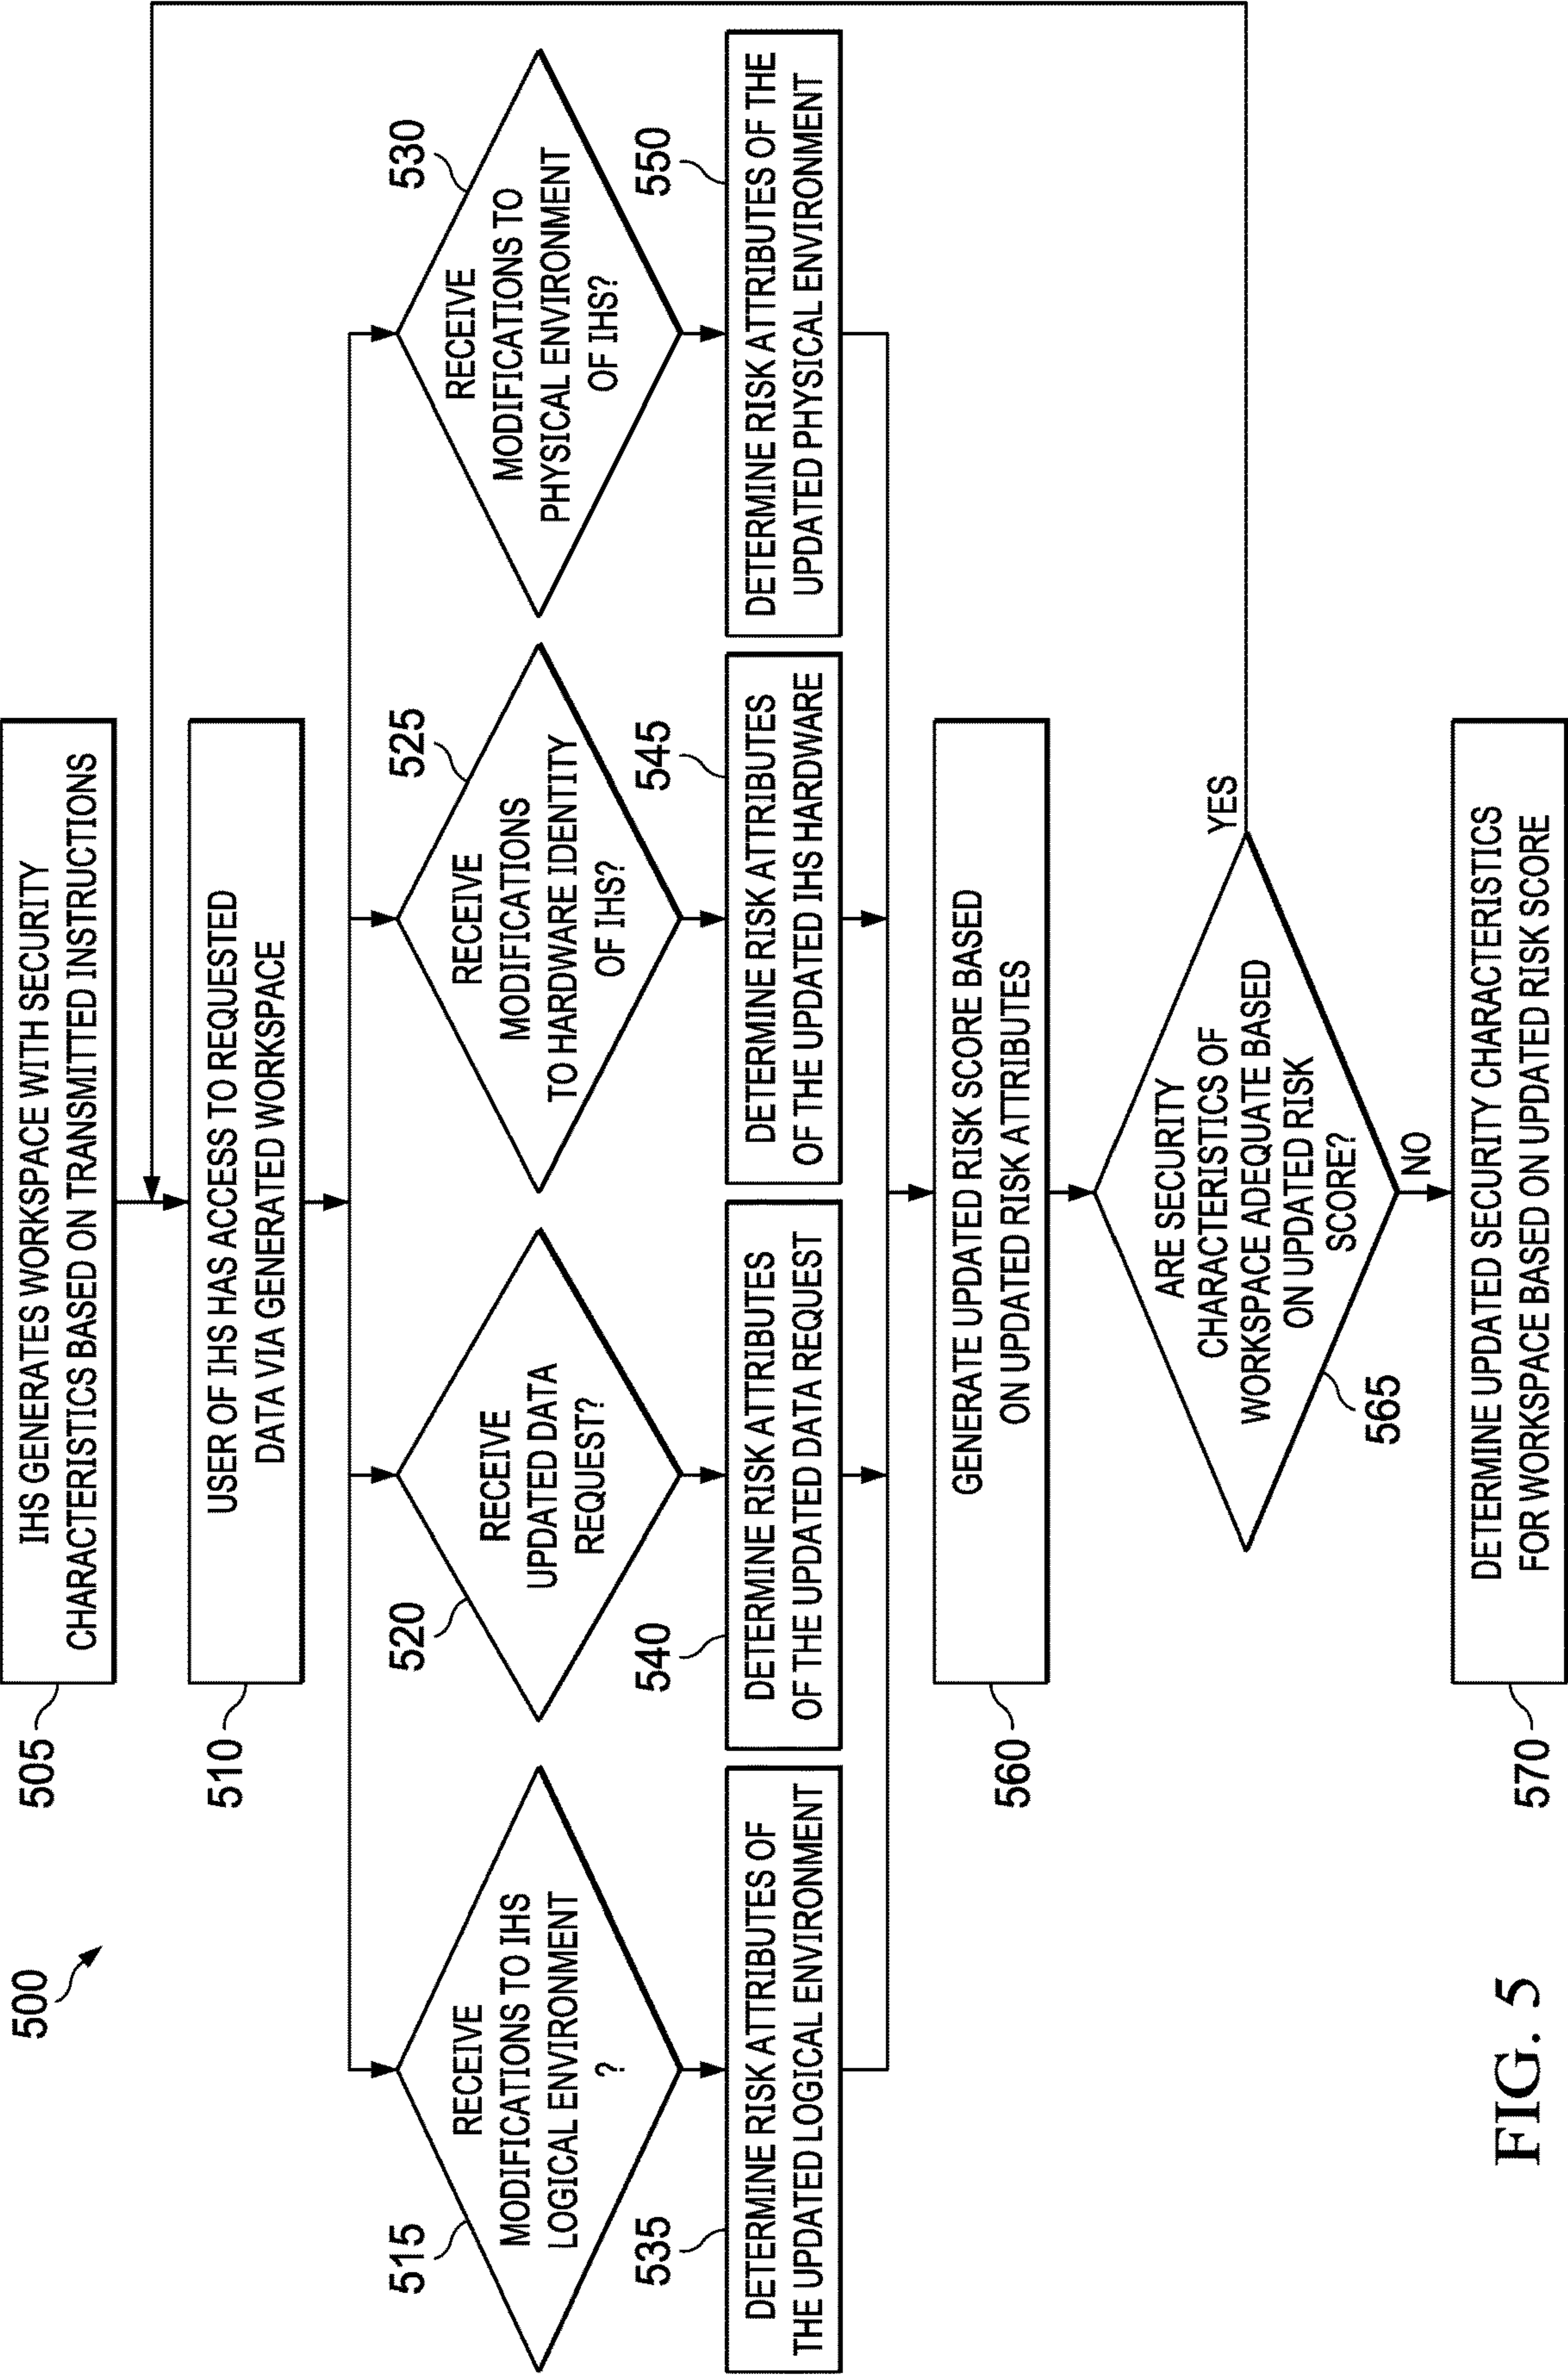 500
505
IHS GENERATES WORKSPACE WITH SECURITY
CHARACTERISTICS BASED ON TRANSMITTED INSTRUCTIONS
510
USER OF IHS HAS ACCESS TO REQUESTED
DATA VIA GENERATED WORKSPACE
515
RECEIVE
MODIFICATIONS TO IHS
LOGICAL ENVIRONMENT
?
520
RECEIVE
UPDATED DATA
REQUEST?
525
RECEIVE
MODIFICATIONS
TO HARDWARE IDENTITY
OF IHS?
530
RECEIVE
MODIFICATIONS TO
PHYSICAL ENVIRONMENT
OF IHS?
535
DETERMINE RISK ATTRIBUTES OF
THE UPDATED LOGICAL ENVIRONMENT
540
DETERMINE RISK ATTRIBUTES
OF THE UPDATED DATA REQUEST
545
DETERMINE RISK ATTRIBUTES
OF THE UPDATED IHS HARDWARE
550
DETERMINE RISK ATTRIBUTES OF THE
UPDATED PHYSICAL ENVIRONMENT
560
GENERATE UPDATED RISK SCORE BASED
ON UPDATED RISK ATTRIBUTES
565
ARE SECURITY
CHARACTERISTICS OF
WORKSPACE ADEQUATE BASED
ON UPDATED RISK
SCORE?
YES
NO
570
DETERMINE UPDATED SECURITY CHARACTERISTICS
FOR WORKSPACE BASED ON UPDATED RISK SCORE
FIG. 5